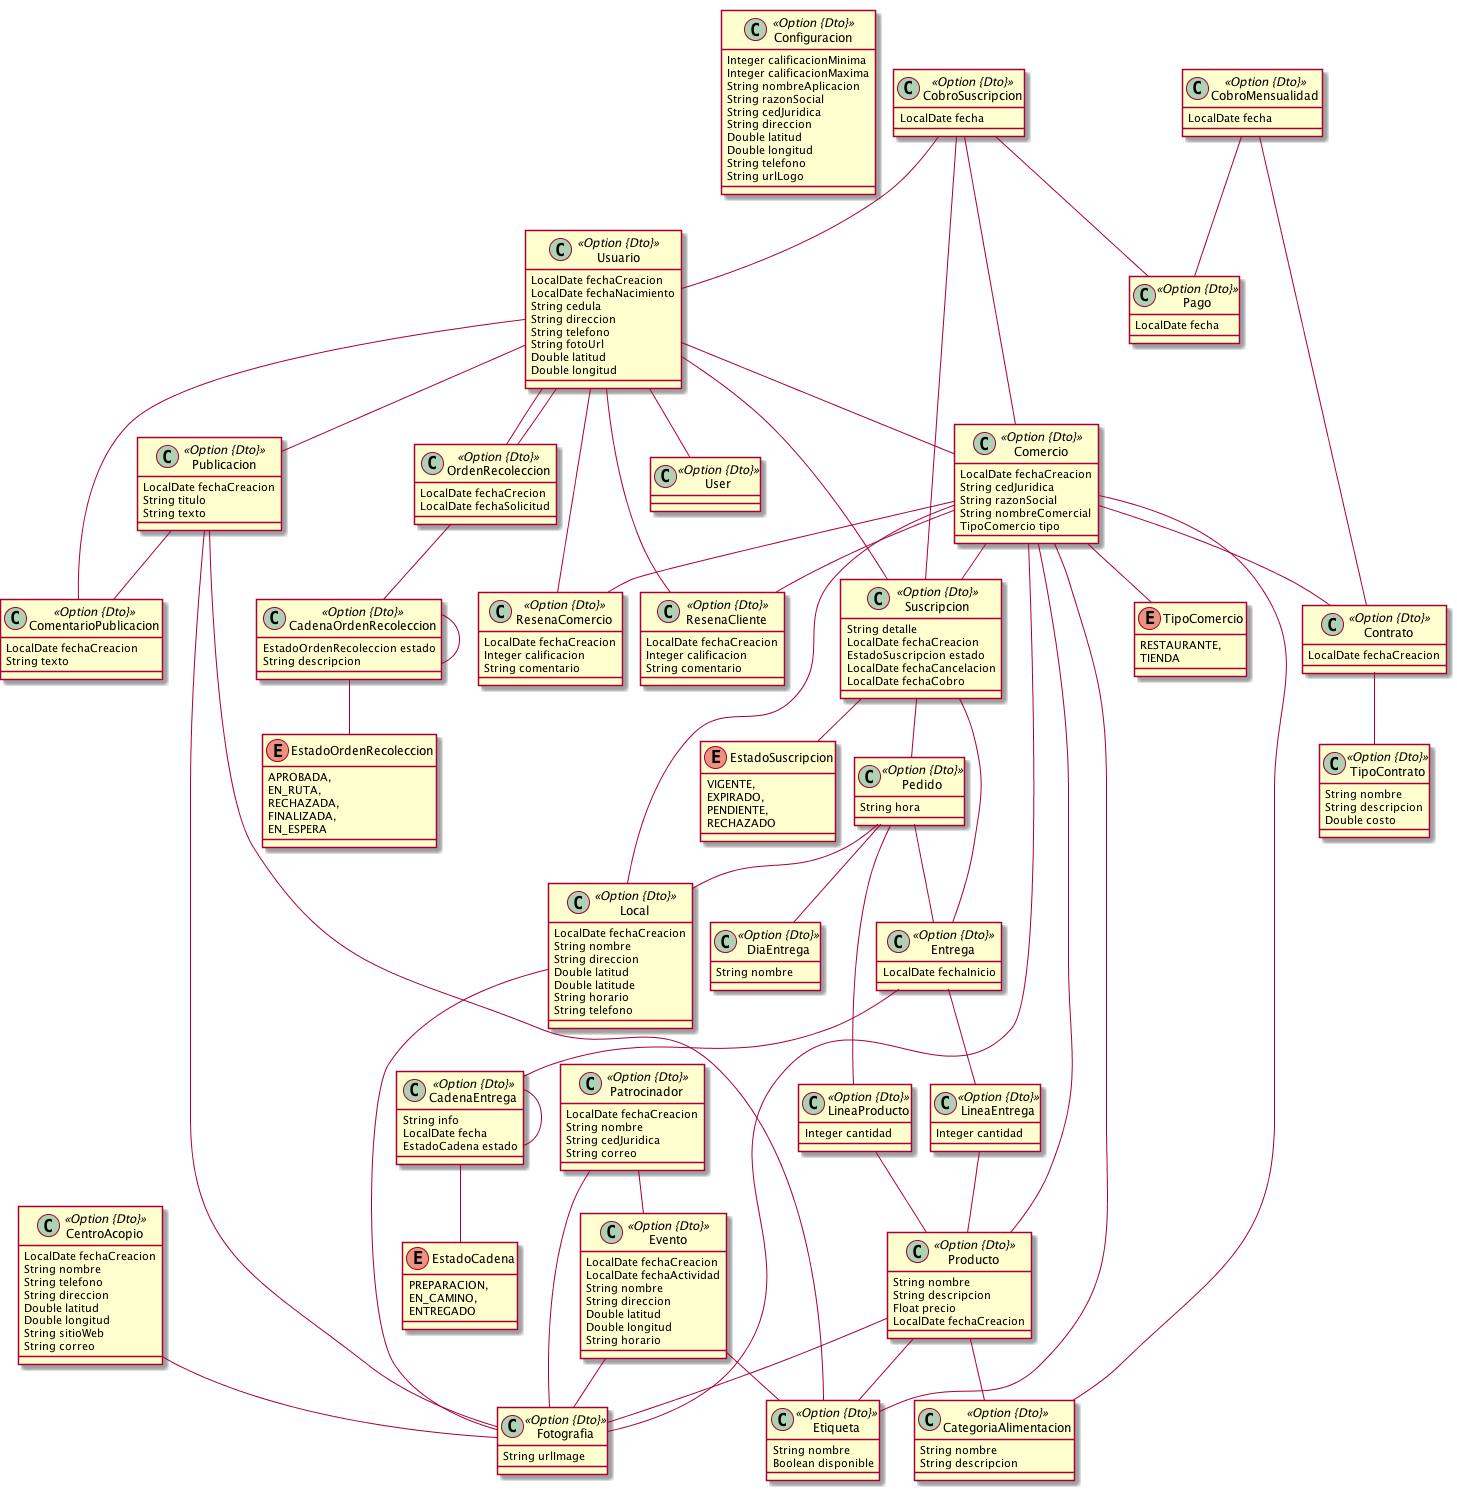 C «Option {Dto}»
Configuracion
Integer calificacionMinima
Integer calificacionMaxima
String nombreAplicacion
String razonSocial
String cedJuridica
String direccion
Double latitud
Double longitud
String telefono
String urlLogo
C «Option {Dto}»
CobroSuscripcion
LocalDate fecha
C «Option {Dto}»
CobroMensualidad
LocalDate fecha
C «Option {Dto}»
Usuario
LocalDate fechaCreacion
LocalDate fechaNacimiento
String cedula
String direccion
String telefono
String fotoUrl
Double latitud
Double longitud
C «Option {Dto}»
Pago
LocalDate fecha
C «Option {Dto}»
Publicacion
LocalDate fechaCreacion
String titulo
String texto
C «Option {Dto}»
OrdenRecoleccion
LocalDate fechaCrecion
LocalDate fechaSolicitud
C «Option {Dto}»
User
C «Option {Dto}»
Comercio
LocalDate fechaCreacion
String cedJuridica
String razonSocial
String nombreComercial
TipoComercio tipo
C «Option {Dto}»
ComentarioPublicacion
LocalDate fechaCreacion
String texto
C «Option {Dto}»
CadenaOrdenRecoleccion
EstadoOrdenRecoleccion estado
String descripcion
C «Option {Dto}»
ResenaComercio
LocalDate fechaCreacion
Integer calificacion
String comentario
C «Option {Dto}»
ResenaCliente
LocalDate fechaCreacion
Integer calificacion
String comentario
C «Option {Dto}»
Suscripcion
String detalle
LocalDate fechaCreacion
EstadoSuscripcion estado
LocalDate fechaCancelacion
LocalDate fechaCobro
E TipoComercio
RESTAURANTE,
TIENDA
C «Option {Dto}»
Contrato
LocalDate fechaCreacion
E EstadoOrdenRecoleccion
APROBADA,
EN_RUTA,
RECHAZADA,
FINALIZADA,
EN_ESPERA
E EstadoSuscripcion
VIGENTE,
EXPIRADO,
PENDIENTE,
RECHAZADO
C «Option {Dto}»
Pedido
String hora
C «Option {Dto}»
TipoContrato
String nombre
String descripcion
Double costo
C «Option {Dto}»
Local
LocalDate fechaCreacion
String nombre
String direccion
Double latitud
Double latitude
String horario
String telefono
C «Option {Dto}»
DiaEntrega
String nombre
C «Option {Dto}»
Entrega
LocalDate fechaInicio
C «Option {Dto}»
CadenaEntrega
String info
LocalDate fecha
EstadoCadena estado
C «Option {Dto}»
Patrocinador
LocalDate fechaCreacion
String nombre
String cedJuridica
String correo
C «Option {Dto}»
LineaProducto
Integer cantidad
C «Option {Dto}»
LineaEntrega
Integer cantidad
C «Option {Dto}»
CentroAcopio
LocalDate fechaCreacion
String nombre
String telefono
String direccion
Double latitud
Double longitud
String sitioWeb
String correo
E EstadoCadena
PREPARACION,
EN_CAMINO,
ENTREGADO
C «Option {Dto}»
Evento
LocalDate fechaCreacion
LocalDate fechaActividad
String nombre
String direccion
Double latitud
Double longitud
String horario
C «Option {Dto}»
Producto
String nombre
String descripcion
Float precio
LocalDate fechaCreacion
C «Option {Dto}»
Fotografia
String urlImage
C «Option {Dto}»
Etiqueta
String nombre
Boolean disponible
C «Option {Dto}»
CategoriaAlimentacion
String nombre
String descripcion